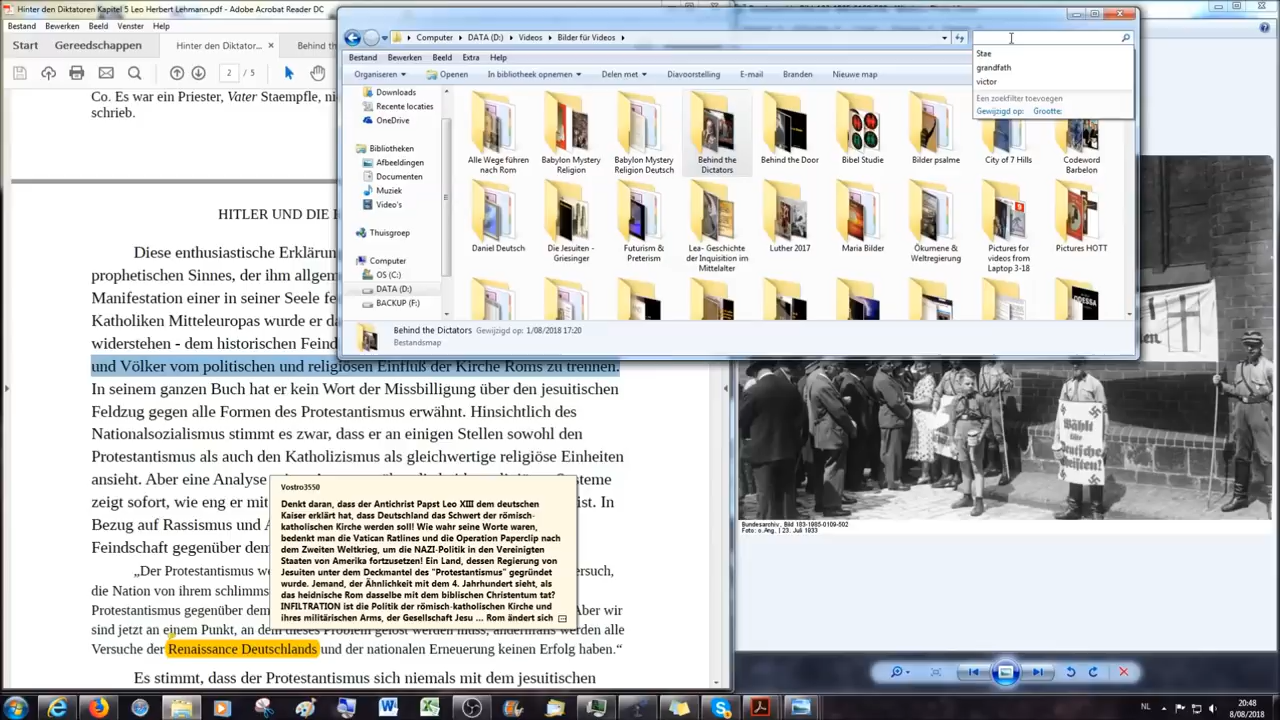 Hinter den Diktatoren Kapitel 5 Leo Herbert Lehmann.pdf - Adobe Acrobat Reader DC
Bestand Bewerken Beeld Venster Help
Start Gereedschappen Hinter den Diktator... × Behind th
2 / 5
Co. Es war ein Priester, Vater Staempfle, ni
schrieb.
HITLER UND DIE
Diese enthusiastische Erklärun
prophetischen Sinnes, der ihm allgem
Manifestation einer in seiner Seele fe
Katholiken Mitteleuropas wurde er da
widerstehen - dem historischen Feind
und Völker vom politischen und religiösen Einfluß der Kirche Roms zu trennen.
In seinem ganzen Buch hat er kein Wort der Missbilligung über den jesuitischen
Feldzug gegen alle Formen des Protestantismus erwähnt. Hinsichtlich des
Nationalsozialismus stimmt es zwar, dass er an einigen Stellen sowohl den
Protestantismus als auch den Katholizismus als gleichwertige religiöse Einheiten
ansieht. Aber eine Analyse
zeigt sofort, wie eng er mit
Bezug auf Rassismus und A
Feindschaft gegenüber dem
„Der Protestantismus we
die Nation von ihrem schlimms
Protestantismus gegenüber dem
sind jetzt an einem Punkt, an dem dieses Problem gelöst werden muss, andernfalls werden alle
Versuche der Renaissance Deutschlands und der nationalen Erneuerung keinen Erfolg haben.“
Es stimmt, dass der Protestantismus sich niemals mit dem jesuitischen
Vostro3550
Denkt daran, dass der Antichrist Papst Leo XIII dem deutschen
Kaiser erklärt hat, dass Deutschland das Schwert der römisch-
katholischen Kirche werden soll! Wie wahr seine Worte waren,
bedenkt man die Vatican Ratlines und die Operation Paperclip nach
dem Zweiten Weltkrieg, um die NAZI-Politik in den Vereinigten
Staaten von Amerika fortzusetzen! Ein Land, dessen Regierung von
Jesuiten unter dem Deckmantel des "Protestantismus" gegründet
wurde. Jemand, der Ähnlichkeit mit dem 4. Jahrhundert sieht, als
das heidnische Rom dasselbe mit dem biblischen Christentum tat?
INFILTRATION ist die Politik der römisch-katholischen Kirche und
ihres militärischen Arms, der Gesellschaft Jesu ... Rom ändert sich
Computer DATA (D:) Videos Bilder für Videos
Bestand Bewerken Beeld Extra Help
Organiseren Openen In bibliotheek opnemen Delen met Diavoorstelling E-mail Branden Nieuwe map
Stae
grandfath
victor
Een zoekfilter toevoegen
Gewijzigd op: Grootte:
Downloads
Recente locaties
OneDrive
Bibliotheken
Afbeeldingen
Documenten
Muziek
Video's
Thuisgroep
Computer
OS (C:)
DATA (D:)
BACKUP (F:)
Alle Wege führen nach Rom
Babylon Mystery Religion
Babylon Mystery Religion Deutsch
Behind the Dictators
Behind the Door
Bibel Studie
Bilder psalme
City of 7 Hills
Codeword Barbelon
Daniel Deutsch
Die Jesuiten - Griesinger
Futurism & Preterism
Lea- Geschichte der Inquisition im Mittelalter
Luther 2017
Maria Bilder
Ökumene & Weltregierung
Pictures for videos from Laptop 3-18
Pictures HOTT
ODESSA
Behind the Dictators Gewijzigd op: 1/08/2018 17:20
Bestandsmap
Wählt
Deutsche
Christen!
Bundesarchiv, Bild 183-1985-0109-502
Foto: o.Ang. | 23. Juli 1933
NL
20:48
8/08/2018